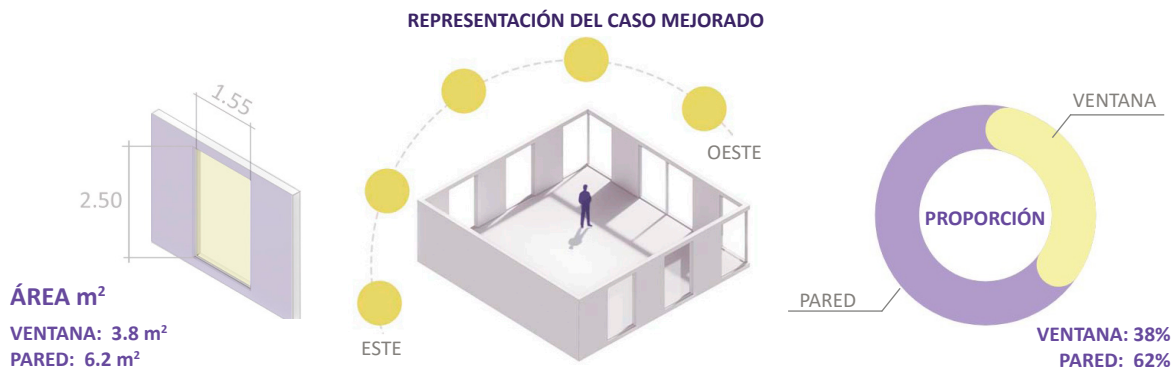 REPRESENTACIÓN DEL CASO MEJORADO
1.55
2.50
ÁREA m²
VENTANA: 3.8 m²
PARED: 6.2 m²
ESTE
OESTE
VENTANA
PROPORCIÓN
PARED
VENTANA: 38%
PARED: 62%